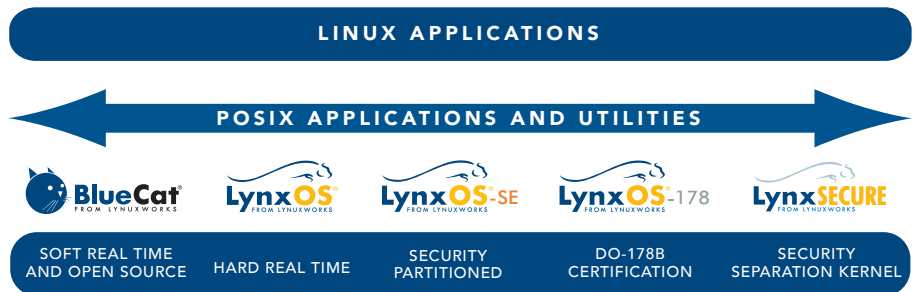 LINUX APPLICATIONS
POSIX APPLICATIONS AND UTILITIES
BlueCat®
FROM LYNUXWORKS
LynxOS®
FROM LYNUXWORKS
LynxOS®-SE
FROM LYNUXWORKS
LynxOS®-178
FROM LYNUXWORKS
LynxSECURE
FROM LYNUXWORKS
SOFT REAL TIME
AND OPEN SOURCE
HARD REAL TIME
SECURITY
PARTITIONED
DO-178B
CERTIFICATION
SECURITY
SEPARATION KERNEL